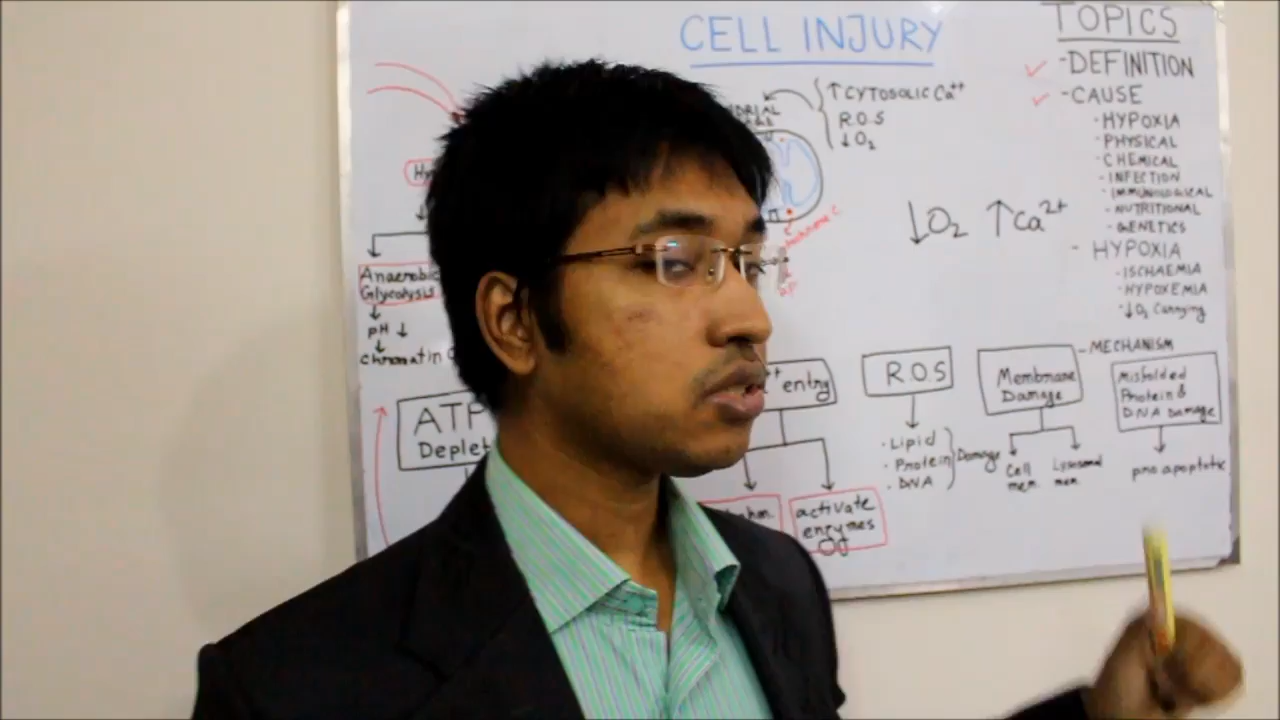 CELL INJURY
TOPICS
- DEFINITION
- CAUSE
· HYPOXIA
· PHYSICAL
· CHEMICAL
· INFECTION
· IMMUNOLOGICAL
· NUTRITIONAL
· GENETICS
- HYPOXIA
· ISCHAEMIA
· HYPOXEMIA
· ↓O₂ Carrying
- MECHANISM
↑ CYTOSOLIC Ca⁺⁺
R.O.S
↓O₂
↓O₂ ↑Ca²⁺
Anaerobic
Glycolysis
pH ↓
chromatin
ATP
Deplet
entry
activate
enzymes
R.O.S
· Lipid
· Protein
· DNA
Damage
Membrane
Damage
Cell
mem.
Lysosomal
mem.
Misfolded
Protein &
DNA damage
pro apoptotic